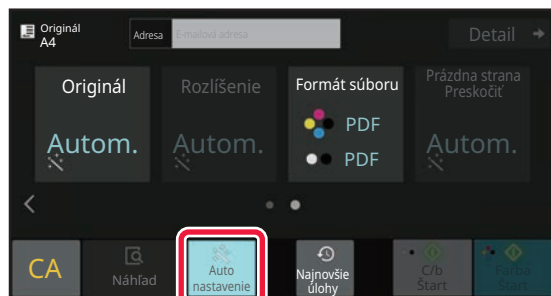 Originál
A4
Adresa
E-mailová adresa
Detail
Originál
Autom.
Rozlíšenie
Autom.
Formát súboru
PDF
PDF
Prázdna strana
Preskočiť
Autom.
CA
Náhľad
Auto
nastavenie
Najnovšie
úlohy
C/b
Štart
Farba
Štart